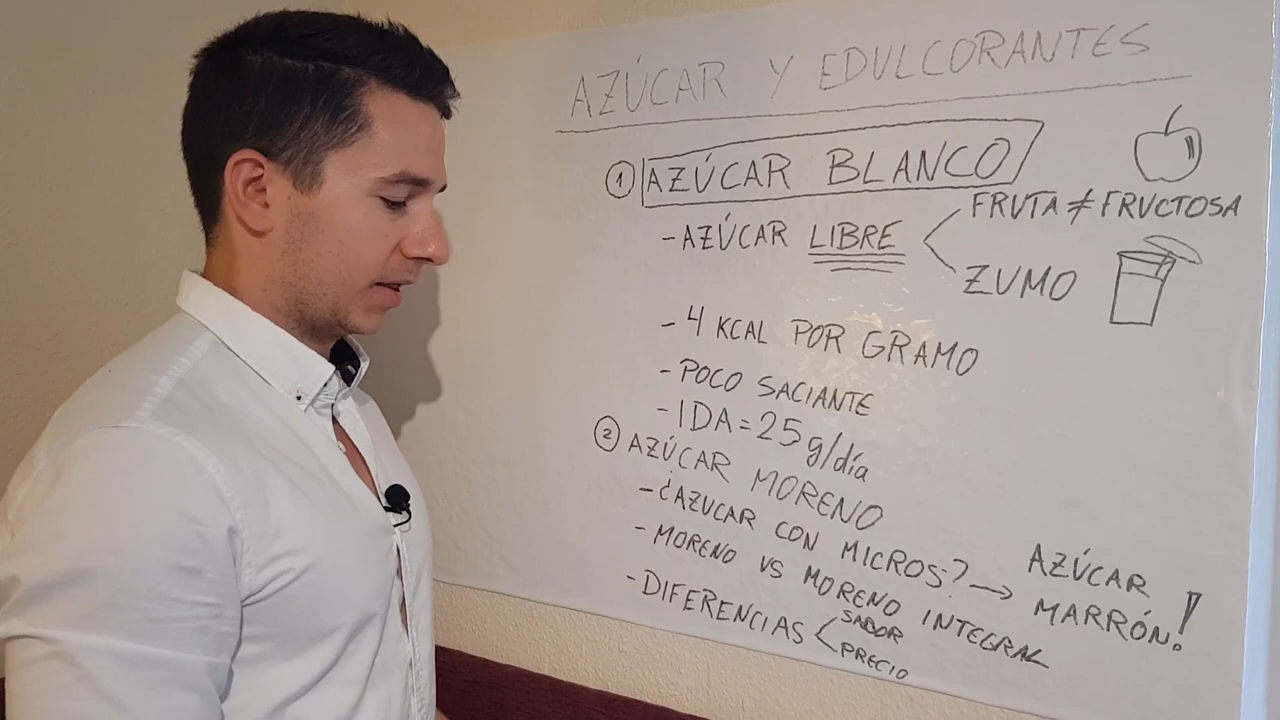 AZÚCAR Y EDULCORANTES
① AZÚCAR BLANCO
- AZÚCAR LIBRE
FRUTA ≠ FRUCTOSA
ZUMO
- 4 KCAL POR GRAMO
- POCO SACIANTE
- IDA = 25 g/día
② AZÚCAR MORENO
- ¿AZUCAR CON MICROS? → AZÚCAR MARRÓN!
- MORENO VS MORENO INTEGRAL
- DIFERENCIAS
SABOR
PRECIO